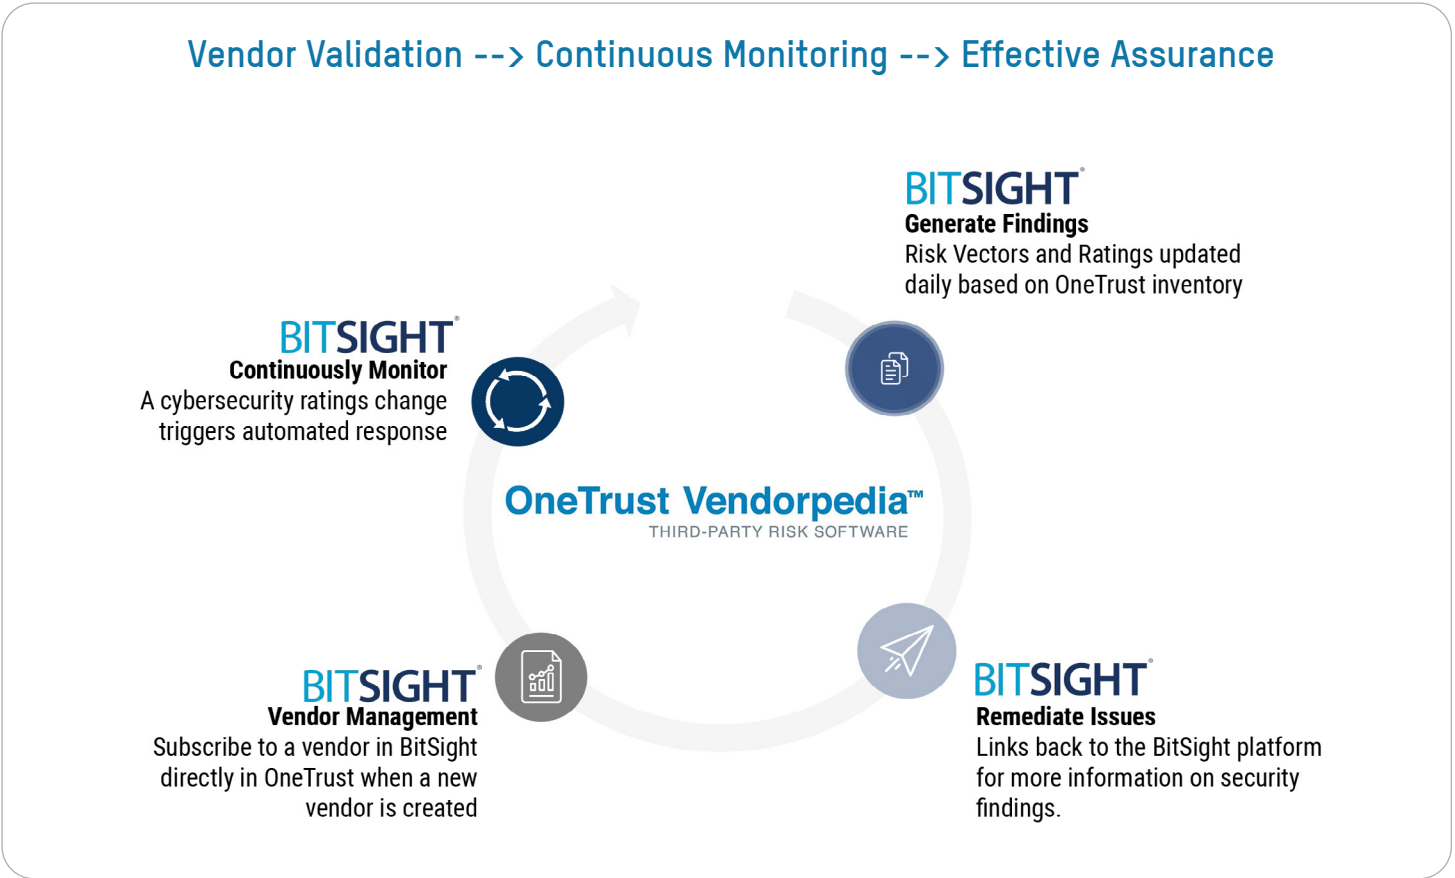 Vendor Validation --> Continuous Monitoring --> Effective Assurance
BITSIGHT®
Generate Findings
Risk Vectors and Ratings updated
daily based on OneTrust inventory
BITSIGHT®
Continuously Monitor
A cybersecurity ratings change
triggers automated response
OneTrust Vendorpedia™
THIRD-PARTY RISK SOFTWARE
BITSIGHT®
Vendor Management
Subscribe to a vendor in BitSight
directly in OneTrust when a new
vendor is created
BITSIGHT®
Remediate Issues
Links back to the BitSight platform
for more information on security
findings.